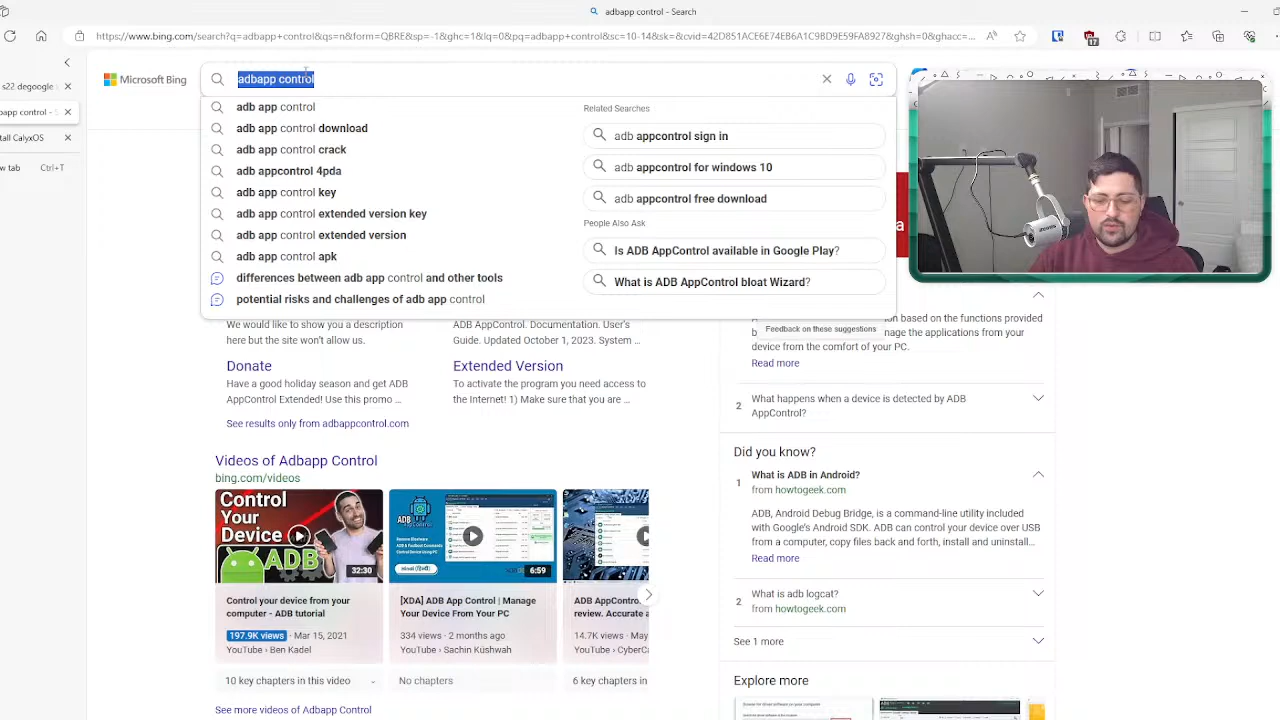 adbapp control - Search
https://www.bing.com/search?q=adbapp+control&qs=n&form=QBRE&sp=-1&ghc=1&lq=0&pq=adbapp+control&sc=10-14&sk=&cvid=42D851ACE6E74EB6A1C9BD9E59FA8927&ghsh=0&ghacc=...
17
Microsoft Bing
adbapp control
s22 degoogle
pp control - S
tall CalyxOS
w tab Ctrl+T
adb app control
adb app control download
adb app control crack
adb appcontrol 4pda
adb app control key
adb app control extended version key
adb app control extended version
adb app control apk
differences between adb app control and other tools
potential risks and challenges of adb app control
Related Searches
adb appcontrol sign in
adb appcontrol for windows 10
adb appcontrol free download
People Also Ask
Is ADB AppControl available in Google Play?
What is ADB AppControl bloat Wizard?
Feedback on these suggestions
a
We would like to show you a description
here but the site won't allow us.
ADB AppControl. Documentation. User's
Guide. Updated October 1, 2023. System ...
Donate
Have a good holiday season and get ADB
AppControl Extended! Use this promo ...
Extended Version
To activate the program you need access to
the Internet! 1) Make sure that you are ...
See results only from adbappcontrol.com
Videos of Adbapp Control
bing.com/videos
Control
Your
Device
ADB
32:30
Control your device from your
computer - ADB tutorial
197.9K views · Mar 15, 2021
YouTube › Ben Kadel
10 key chapters in this video
6:59
[XDA] ADB App Control | Manage
Your Device From Your PC
334 views · 2 months ago
YouTube › Sachin Kushwah
No chapters
ADB AppContr
review. Accurate a
14.7K views · May
YouTube › CyberCa
6 key chapters in
See more videos of Adbapp Control
on based on the functions provided
nage the applications from your
device from the comfort of your PC.
Read more
2 What happens when a device is detected by ADB
AppControl?
Did you know?
1 What is ADB in Android?
from howtogeek.com
ADB, Android Debug Bridge, is a command-line utility included
with Google's Android SDK. ADB can control your device over USB
from a computer, copy files back and forth, install and uninstall...
Read more
2 What is adb logcat?
from howtogeek.com
See 1 more
Explore more